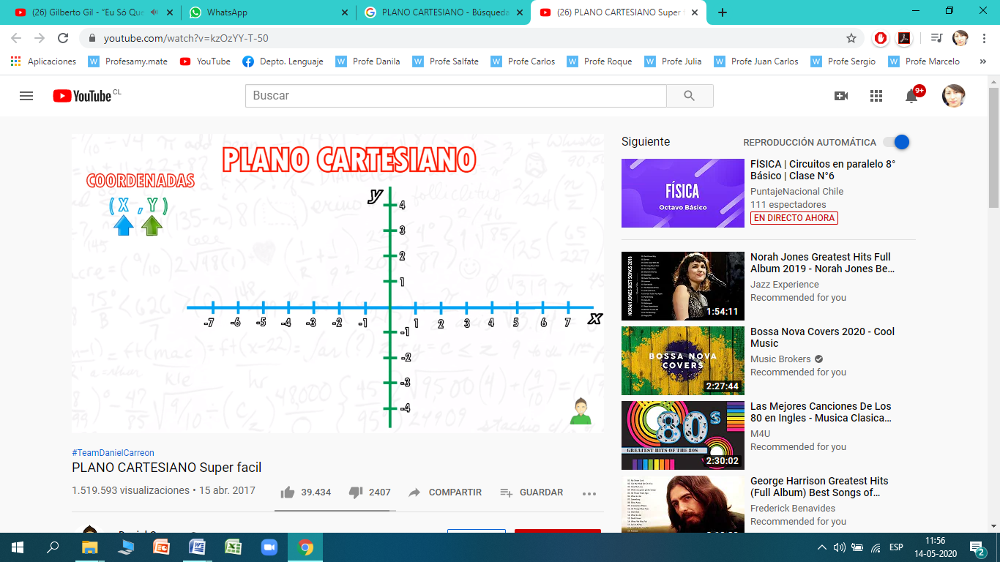 (26) Gilberto Gil - "Eu Só Que
WhatsApp
PLANO CARTESIANO - Búsqueda
(26) PLANO CARTESIANO Super f
youtube.com/watch?v=kzOzYY-T-50
Aplicaciones
Profesamy.mate
YouTube
Depto. Lenguaje
Profe Danila
Profe Salfate
Profe Carlos
Profe Roque
Profe Julia
Profe Juan Carlos
Profe Sergio
Profe Marcelo
»
YouTube CL
Buscar
9+
PLANO CARTESIANO
COORDENADAS
( X , Y )
y
4
3
2
1
-7 -6 -5 -4 -3 -2 -1 1 2 3 4 5 6 7
x
-1
-2
-3
-4
#TeamDanielCarreon
PLANO CARTESIANO Super facil
1.519.593 visualizaciones • 15 abr. 2017
39.434
2407
COMPARTIR
GUARDAR
Siguiente
REPRODUCCIÓN AUTOMÁTICA
FÍSICA
Octavo Básico
FÍSICA | Circuitos en paralelo 8°
Básico | Clase N°6
PuntajeNacional Chile
111 espectadores
EN DIRECTO AHORA
NORAH JONES BEST SONGS 2018
1:54:11
Norah Jones Greatest Hits Full
Album 2019 - Norah Jones Be...
Jazz Experience
Recommended for you
BOSSA NOVA
COVERS
2:27:44
Bossa Nova Covers 2020 - Cool
Music
Music Brokers
Recommended for you
80's
GREATEST HITS OF THE 80S
2:30:02
Las Mejores Canciones De Los
80 en Ingles - Musica Clasica...
M4U
Recommended for you
George Harrison Greatest Hits
(Full Album) Best Songs of...
Frederick Benavides
Recommended for you
ESP
11:56
14-05-2020
2